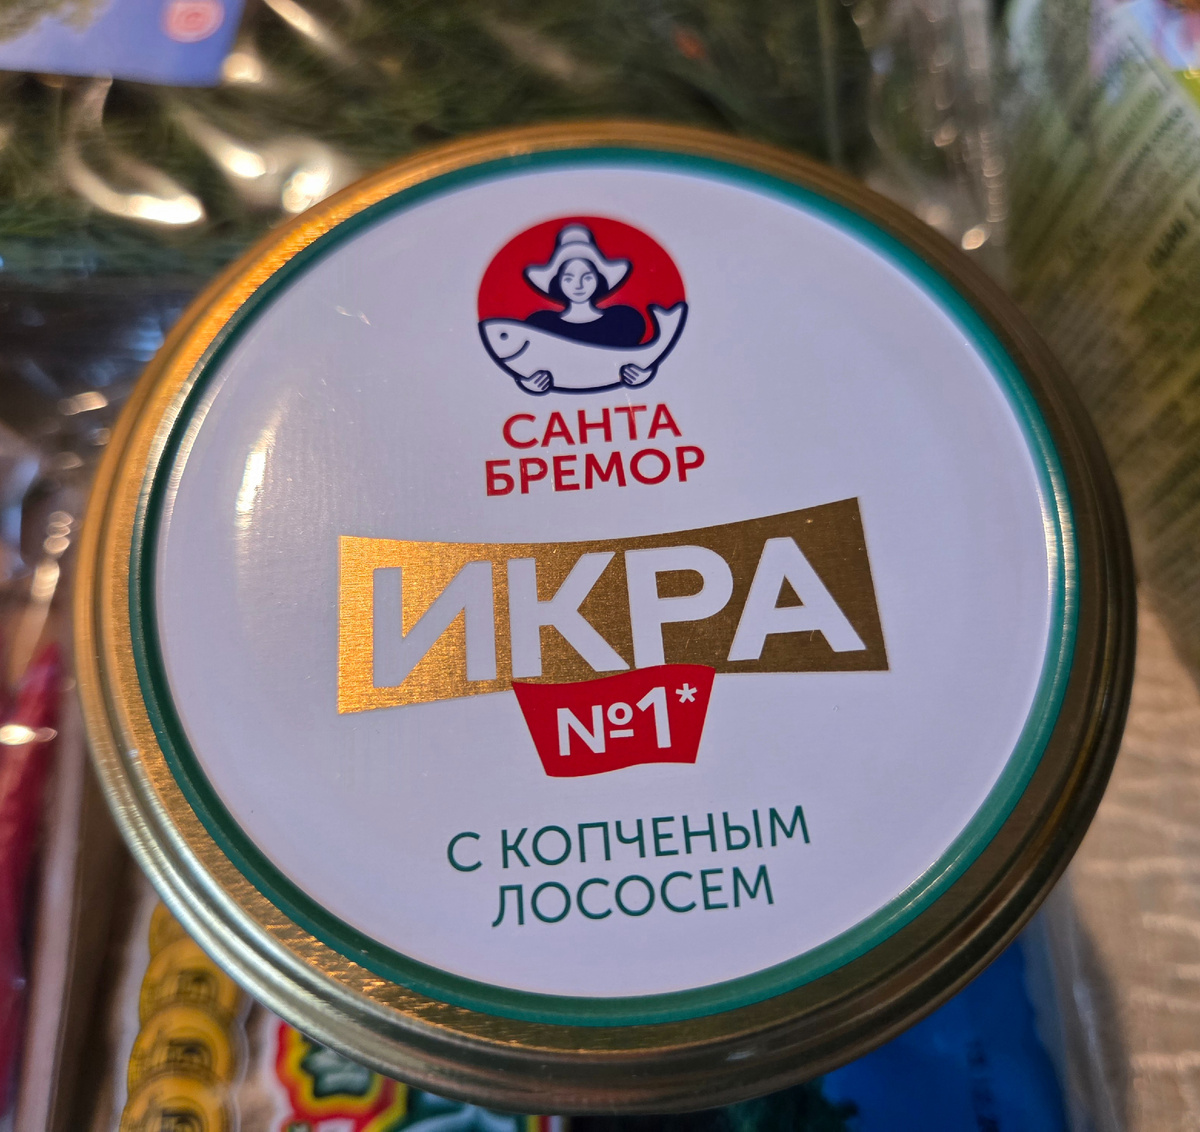 САНТА
БРЕМОР
ИКРА
№1*
С КОПЧЕНЫМ
ЛОСОСЕМ